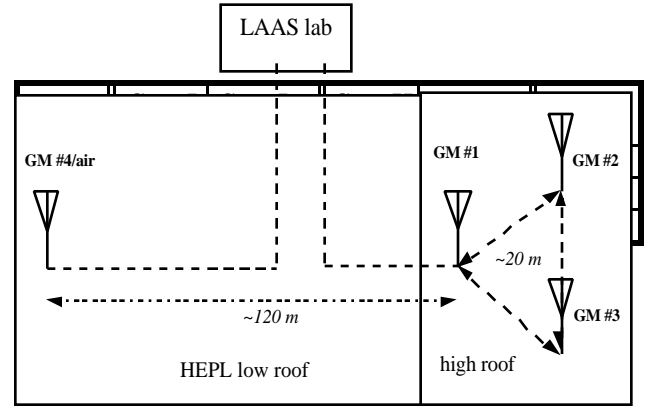 LAAS lab
GM #4/air
GM #1
GM #2
~20 m
~120 m
GM #3
HEPL low roof
high roof